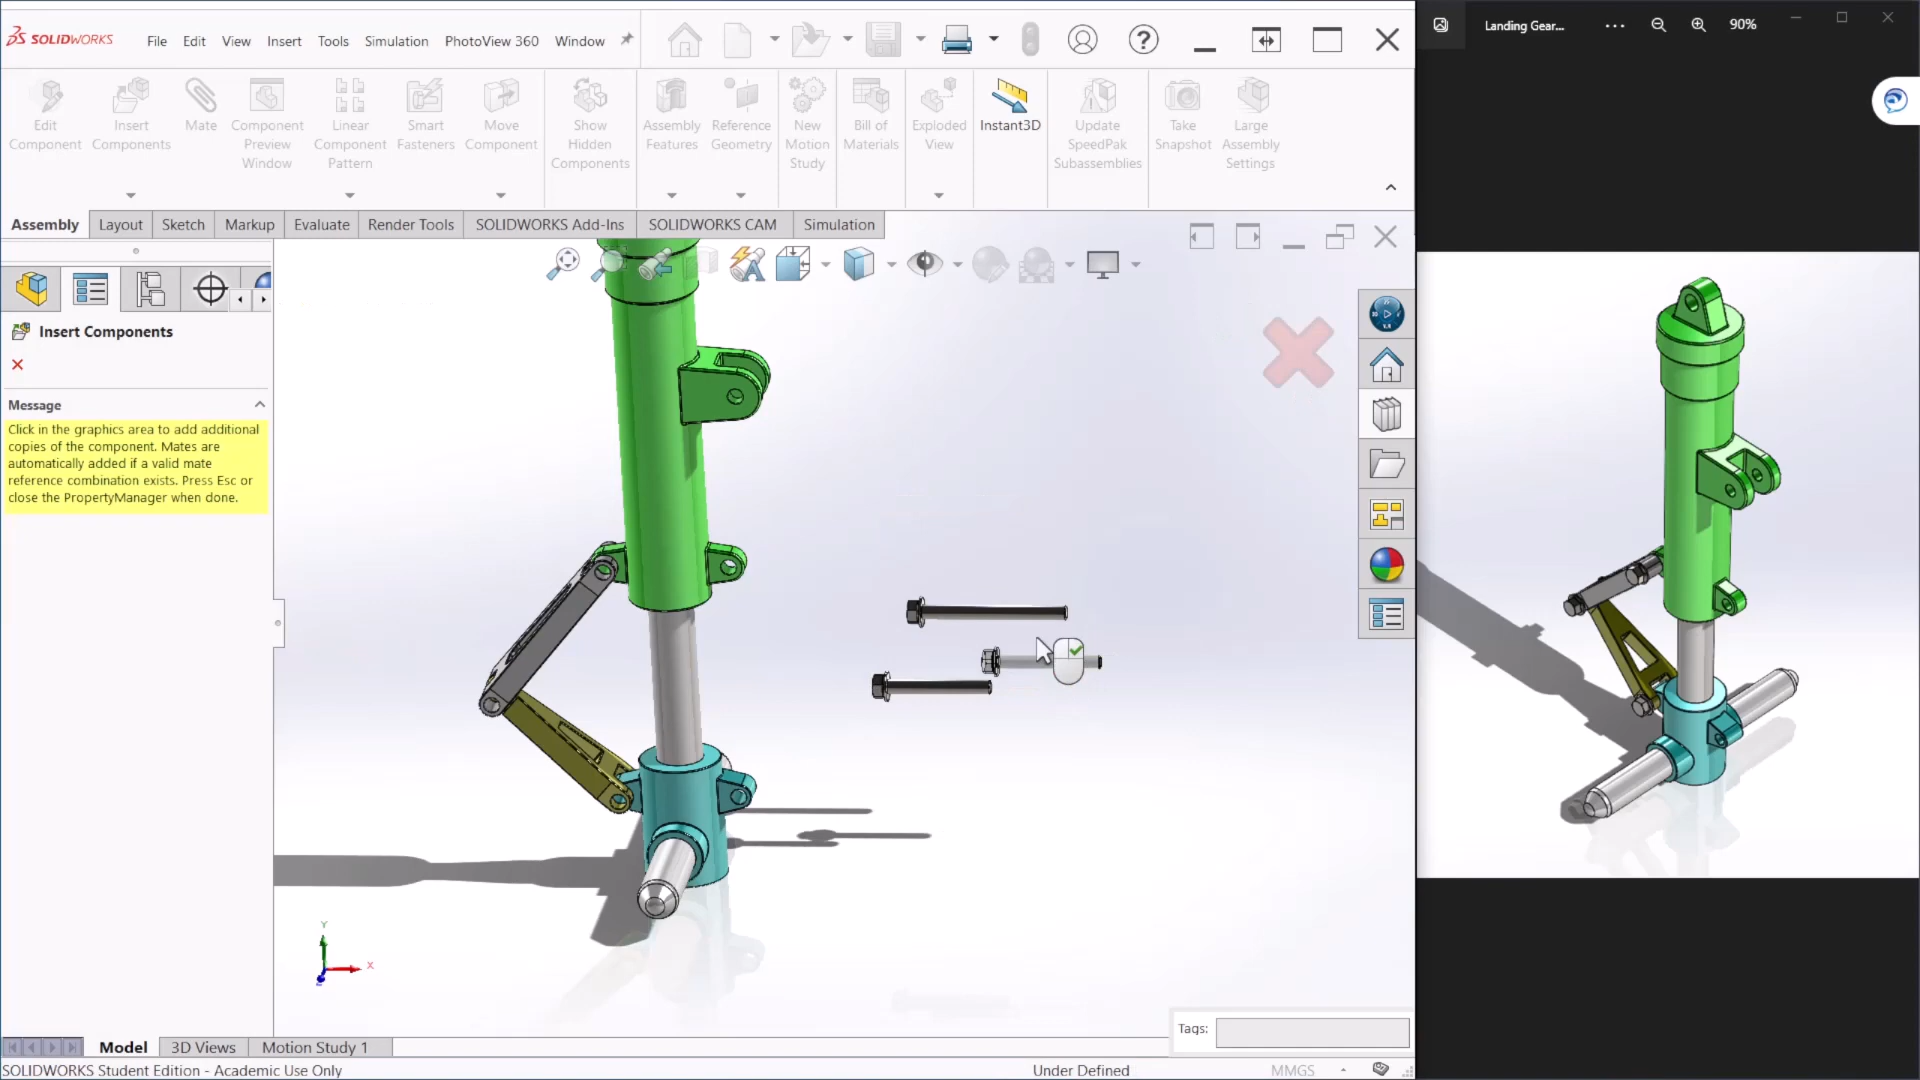 SOLIDWORKS
File Edit View Insert Tools Simulation PhotoView 360 Window
Landing Gear... 90%
Edit Component
Insert Components
Mate
Component Preview Window
Linear Component Pattern
Smart Fasteners
Move Component
Show Hidden Components
Assembly Features
Reference Geometry
New Motion Study
Bill of Materials
Exploded View
Instant3D
Update SpeedPak Subassemblies
Take Snapshot
Large Assembly Settings
Assembly Layout Sketch Markup Evaluate Render Tools SOLIDWORKS Add-Ins SOLIDWORKS CAM Simulation
Insert Components
Message
Click in the graphics area to add additional
copies of the component. Mates are
automatically added if a valid mate
reference combination exists. Press Esc or
close the PropertyManager when done.
Y
X
Tags:
Model 3D Views Motion Study 1
SOLIDWORKS Student Edition - Academic Use Only Under Defined MMGS